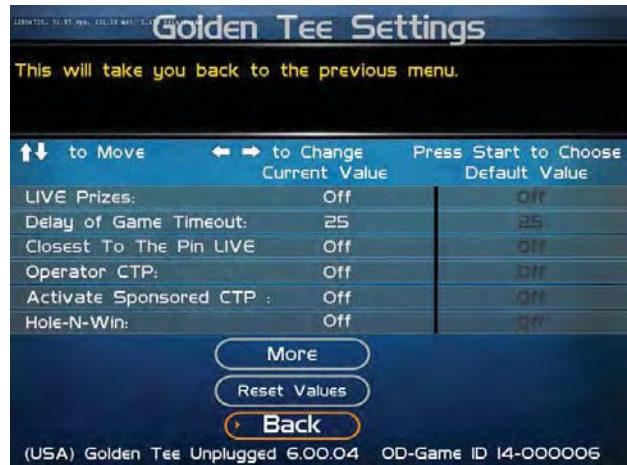 Golden Tee Settings
This will take you back to the previous menu.
to Move
to Change
Current Value
Press Start to Choose
Default Value
LIVE Prizes: Off Off
Delay of Game Timeout: 25 25
Closest To The Pin LIVE Off Off
Operator CTP: Off Off
Activate Sponsored CTP : Off Off
Hole-N-Win: Off Off
More
Reset Values
Back
(USA) Golden Tee Unplugged 6.00.04 OD-Game ID 14-000006